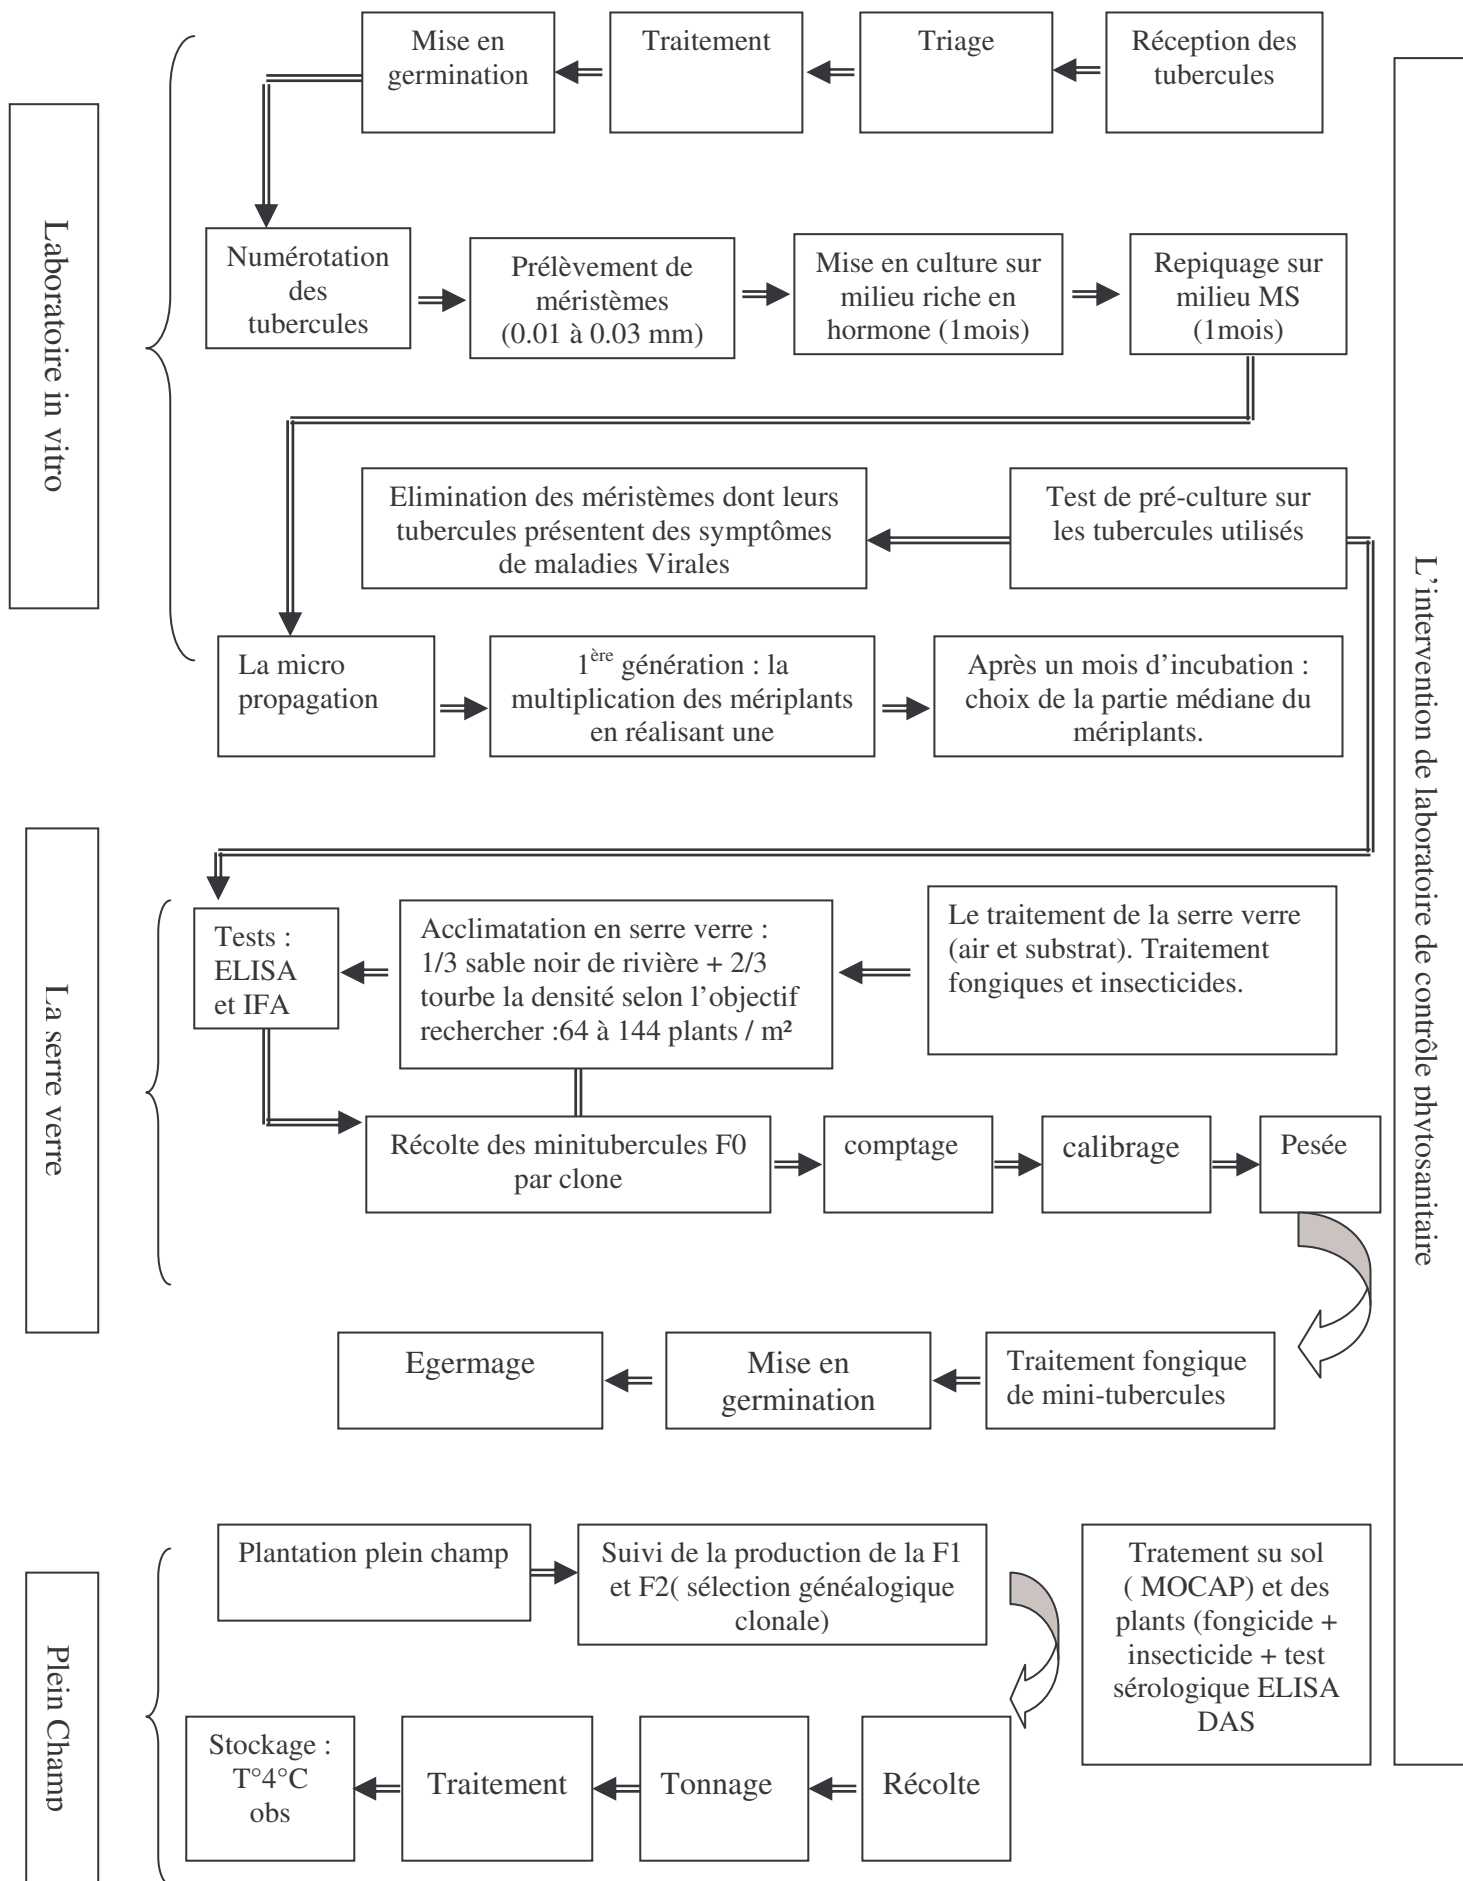 Mise en
germination
Traitement
Triage
Réception des
tubercules
Laboratoire in vitro
Numérotation
des
tubercules
Prélèvement de
méristèmes
(0.01 à 0.03 mm)
Mise en culture sur
milieu riche en
hormone (1mois)
Repiquage sur
milieu MS
(1mois)
Elimination des méristèmes dont leurs
tubercules présentent des symptômes
de maladies Virales
Test de pré-culture sur
les tubercules utilisés
La micro
propagation
1ère génération : la
multiplication des mériplants
en réalisant une
Après un mois d’incubation :
choix de la partie médiane du
mériplants.
L’intervention de laboratoire de contrôle phytosanitaire
La serre verre
Tests :
ELISA
et IFA
Acclimatation en serre verre :
1/3 sable noir de rivière + 2/3
tourbe la densité selon l’objectif
rechercher :64 à 144 plants / m²
Le traitement de la serre verre
(air et substrat). Traitement
fongiques et insecticides.
Récolte des minitubercules F0
par clone
comptage
calibrage
Pesée
Egermage
Mise en
germination
Traitement fongique
de mini-tubercules
Plein Champ
Plantation plein champ
Suivi de la production de la F1
et F2( sélection généalogique
clonale)
Tratement su sol
( MOCAP) et des
plants (fongicide +
insecticide + test
sérologique ELISA
DAS
Stockage :
T°4°C
obs
Traitement
Tonnage
Récolte